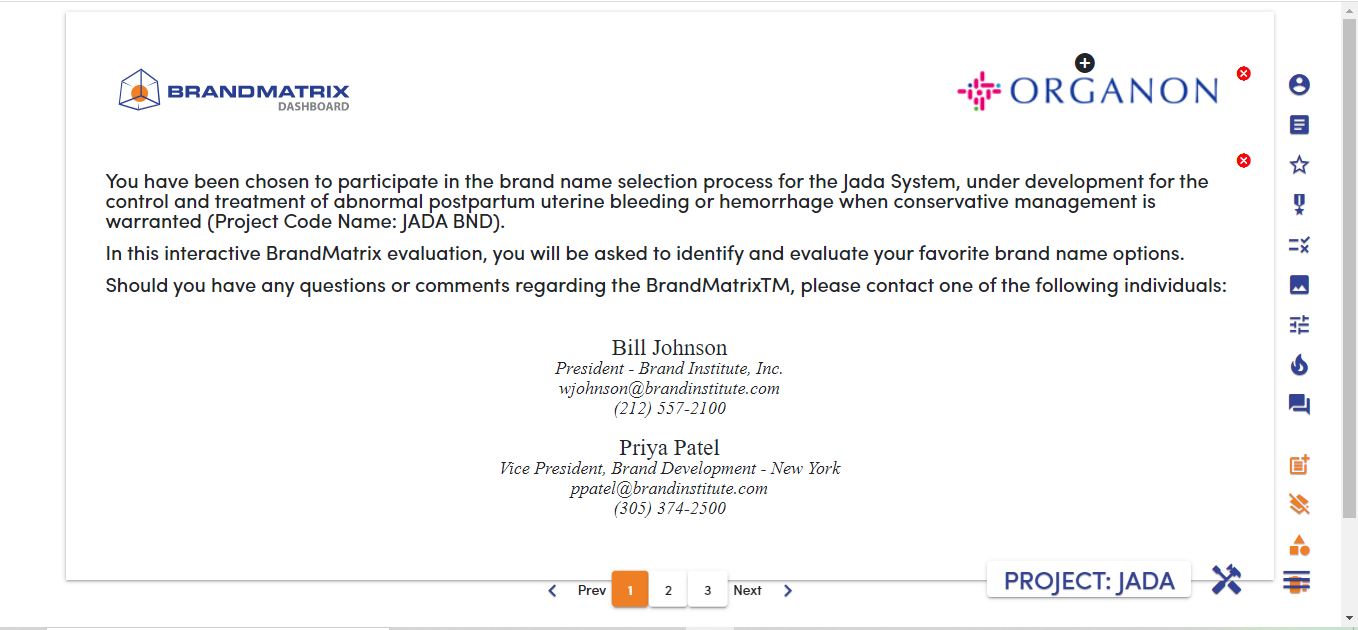 BRANDMATRIX
DASHBOARD
ORGANON
You have been chosen to participate in the brand name selection process for the Jada System, under development for the
control and treatment of abnormal postpartum uterine bleeding or hemorrhage when conservative management is
warranted (Project Code Name: JADA BND).
In this interactive BrandMatrix evaluation, you will be asked to identify and evaluate your favorite brand name options.
Should you have any questions or comments regarding the BrandMatrixTM, please contact one of the following individuals:
Bill Johnson
President - Brand Institute, Inc.
wjohnson@brandinstitute.com
(212) 557-2100
Priya Patel
Vice President, Brand Development - New York
ppatel@brandinstitute.com
(305) 374-2500
Prev 1 2 3 Next
PROJECT: JADA